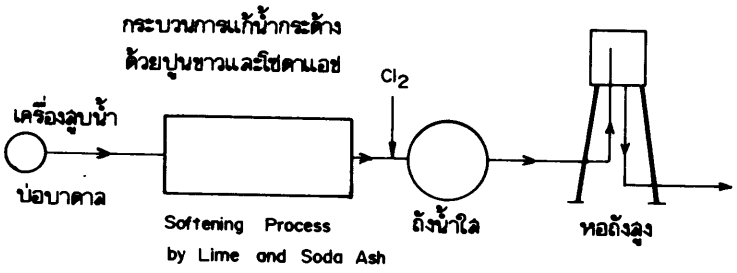 กระบวนการแก้น้ำกระด้าง
ด้วยปูนขาวและโซดาแอช
Cl2
เครื่องสูบน้ำ
บ่อบาดาล
Softening Process
by Lime and Soda Ash
ถังน้ำใส
หอถังสูง